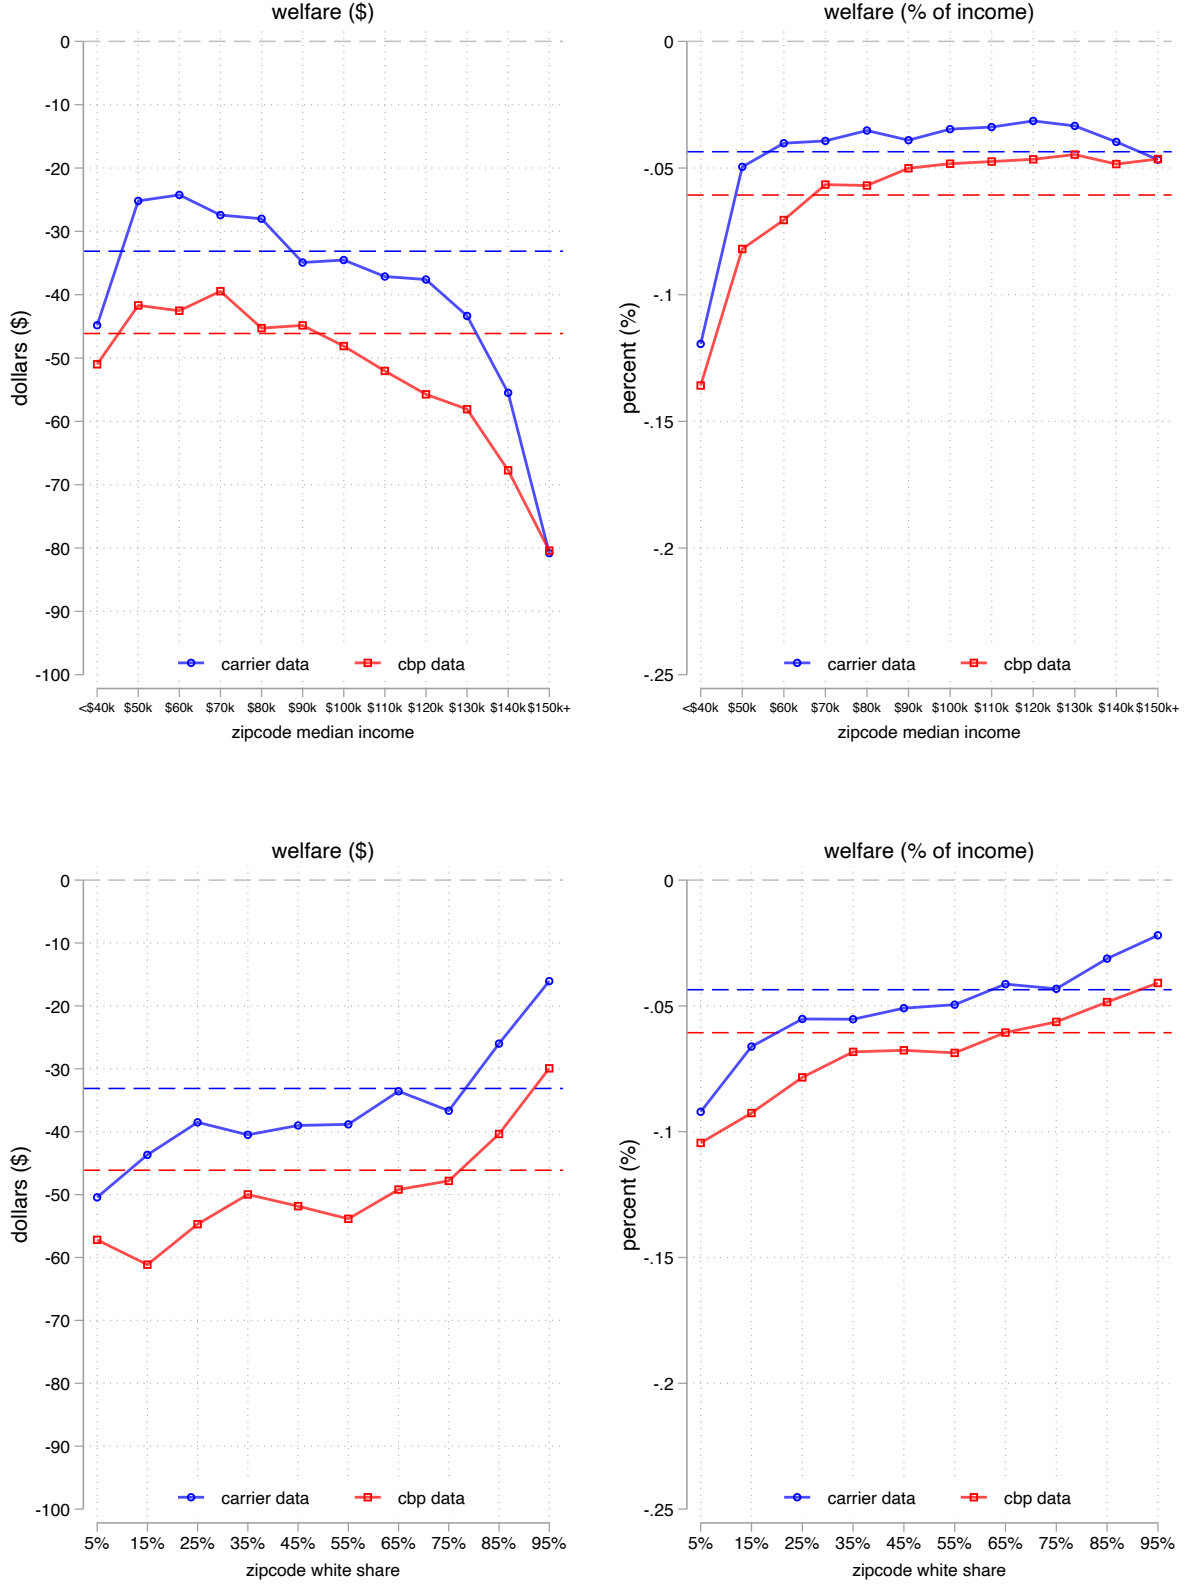 welfare ($)
0
-10
-20
-30
-40
-50
-60
-70
-80
-90
-100
dollars ($)
carrier data
cbp data
<$40k $50k $60k $70k $80k $90k $100k $110k $120k $130k $140k $150k+
zipcode median income
welfare (% of income)
0
-.05
-.1
-.15
-.2
-.25
percent (%)
carrier data
cbp data
<$40k $50k $60k $70k $80k $90k $100k $110k $120k $130k $140k $150k+
zipcode median income
welfare ($)
0
-10
-20
-30
-40
-50
-60
-70
-80
-90
-100
dollars ($)
carrier data
cbp data
5% 15% 25% 35% 45% 55% 65% 75% 85% 95%
zipcode white share
welfare (% of income)
0
-.05
-.1
-.15
-.2
-.25
percent (%)
carrier data
cbp data
5% 15% 25% 35% 45% 55% 65% 75% 85% 95%
zipcode white share